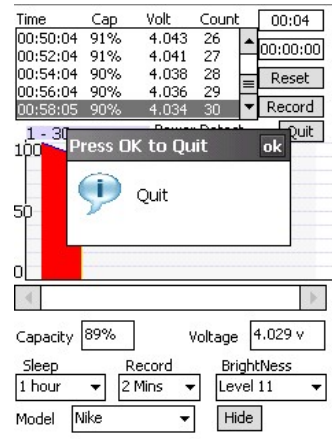 Time Cap Volt Count 00:04
00:50:04 91% 4.043 26
00:52:04 91% 4.041 27 00:00:00
00:54:04 90% 4.038 28 Reset
00:56:04 90% 4.036 29
00:58:05 90% 4.034 30 Record
1 - 30 Power Detect Quit
100 Press OK to Quit ok
Quit
50
0
Capacity 89% Voltage 4.029 v
Sleep Record BrightNess
1 hour 2 Mins Level 11
Model Nike Hide